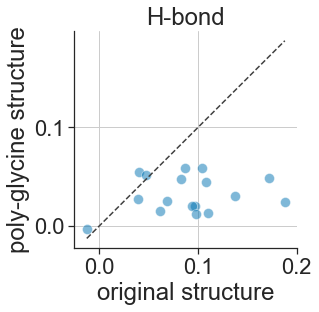 H-bond
poly-glycine structure
0.1
0.0
0.0 0.1 0.2
original structure